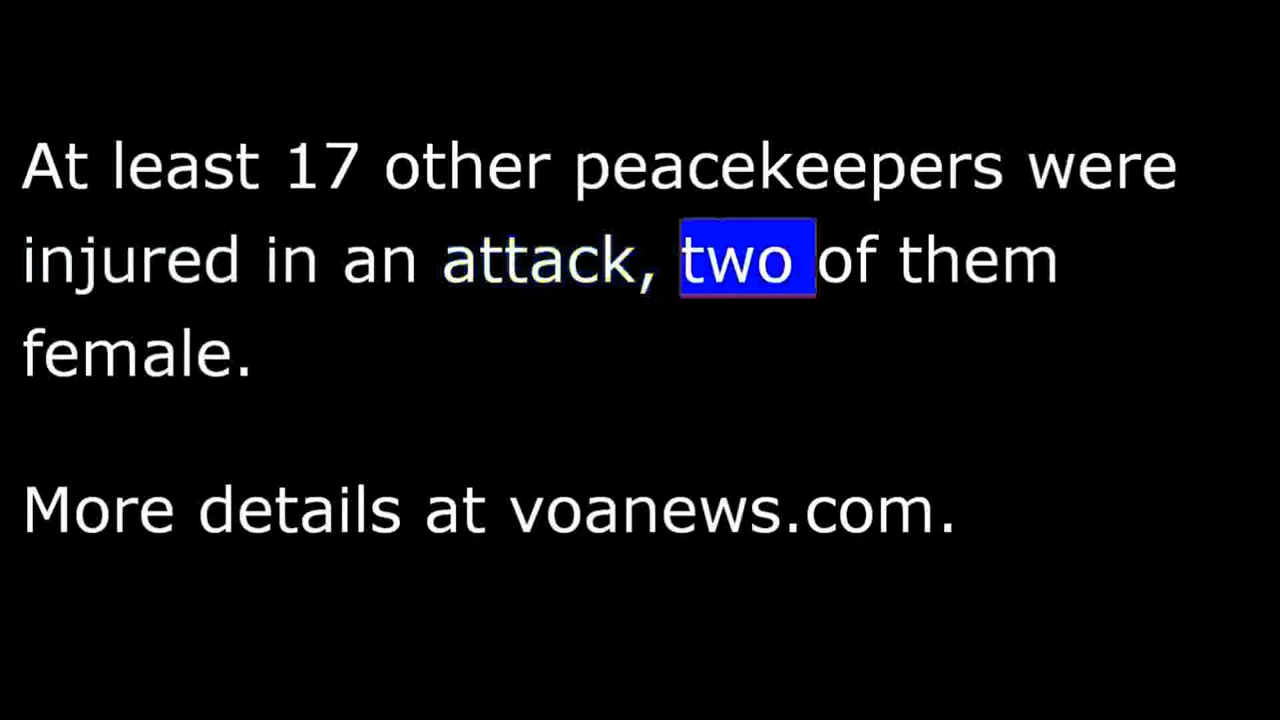 At least 17 other peacekeepers were
injured in an attack, two of them
female.
More details at voanews.com.